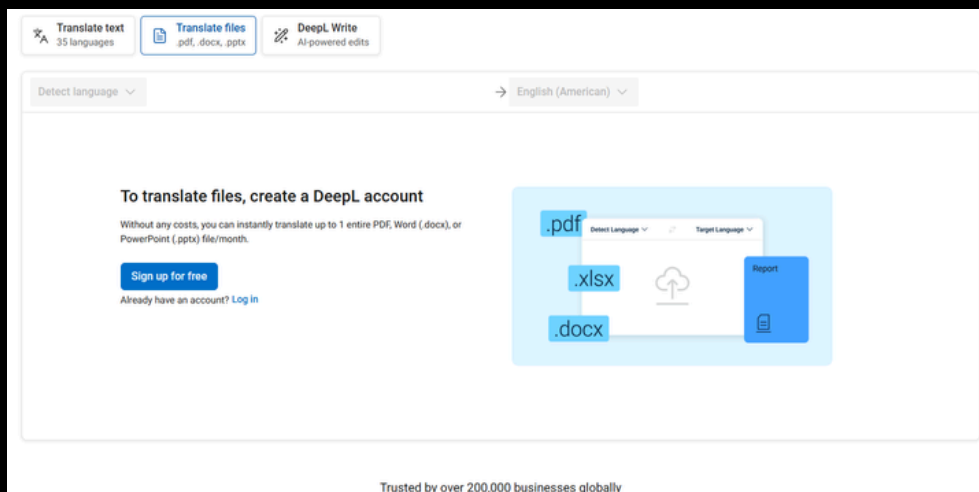 Translate text
35 languages
Translate files
.pdf, .docx, .pptx
DeepL Write
AI-powered edits
Detect language
English (American)
To translate files, create a DeepL account
Without any costs, you can instantly translate up to 1 entire PDF, Word (.docx), or
PowerPoint (.pptx) file/month.
Sign up for free
Already have an account? Log in
.pdf
Detect Language
Target Language
.xlsx
Report
.docx
Trusted by over 200,000 businesses globally